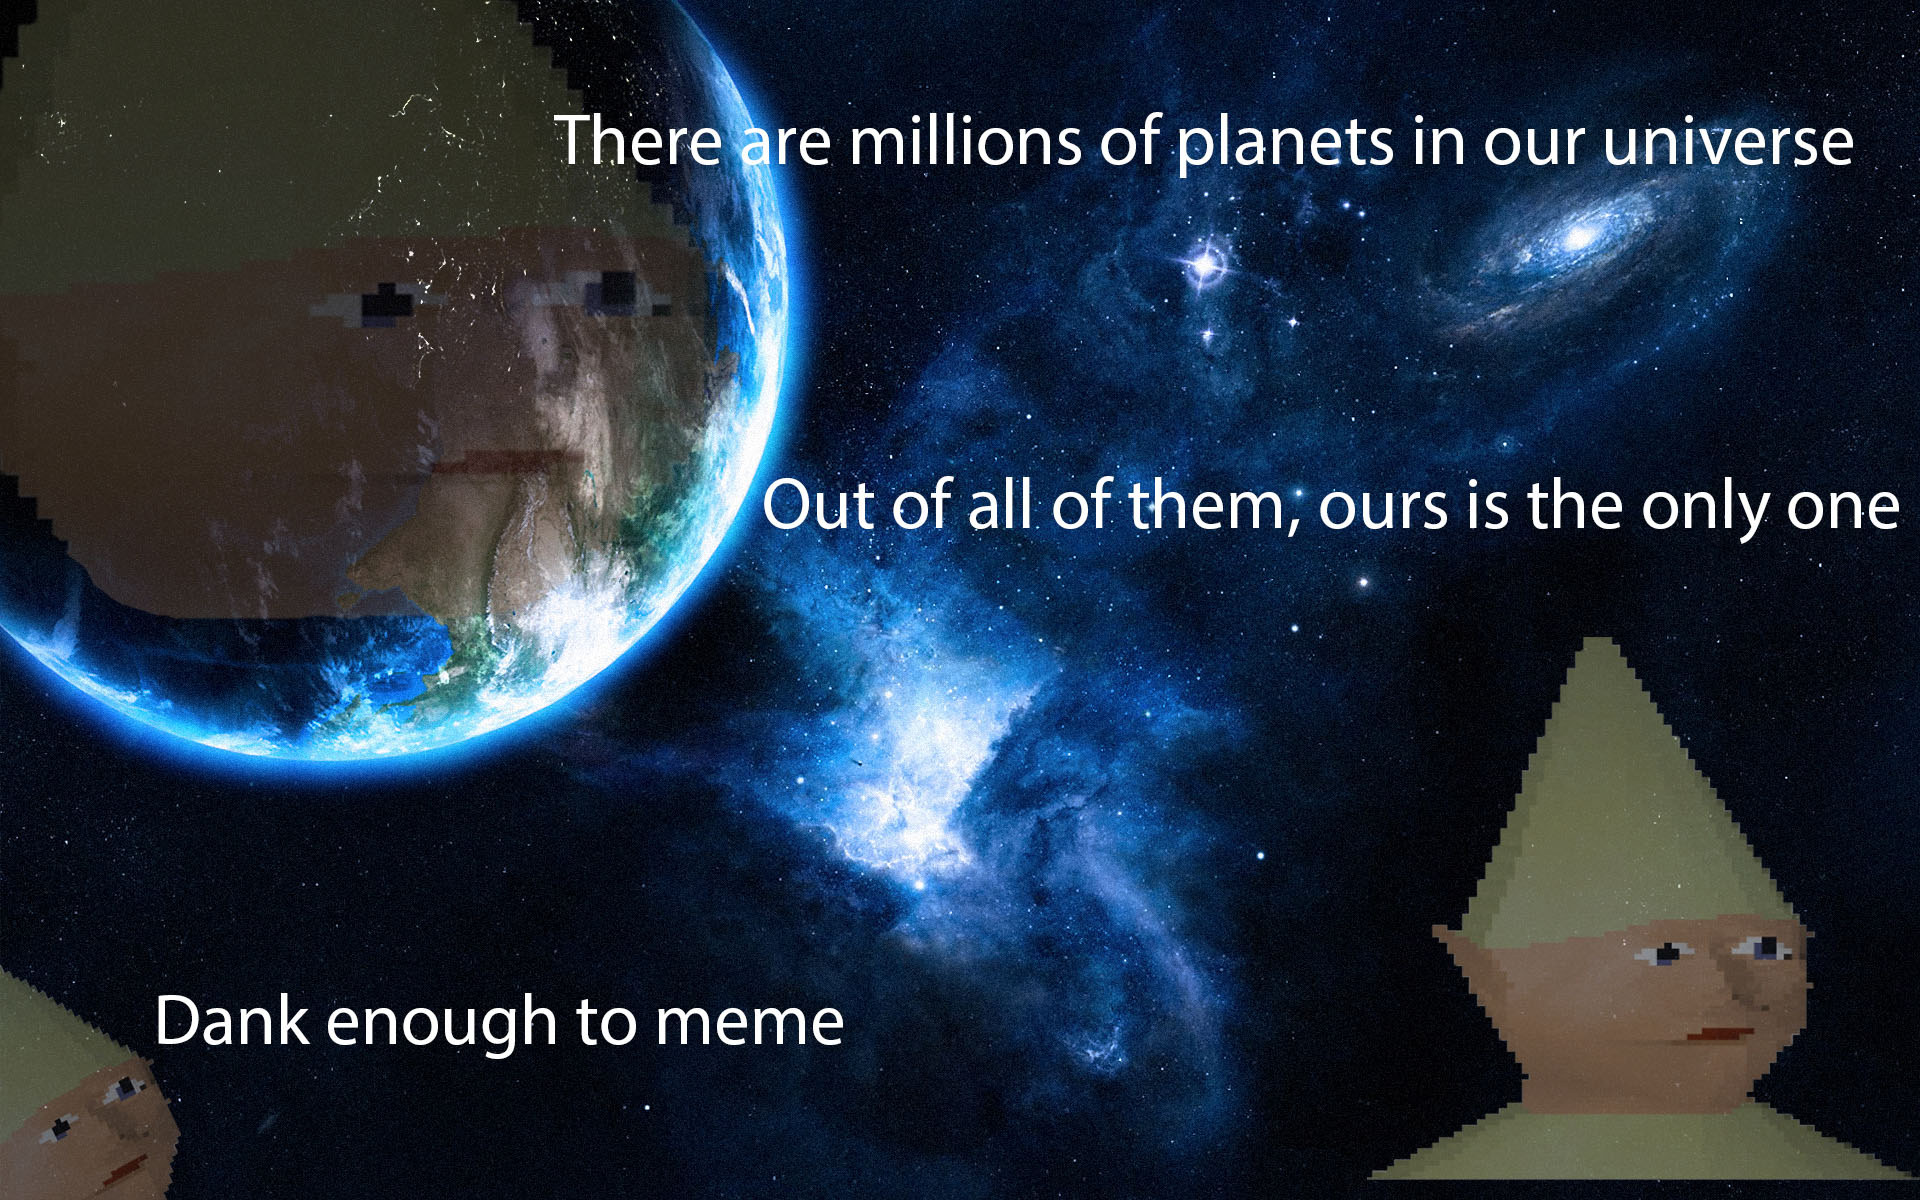 There are millions of planets in our universe
Out of all of them, ours is the only one
Dank enough to meme